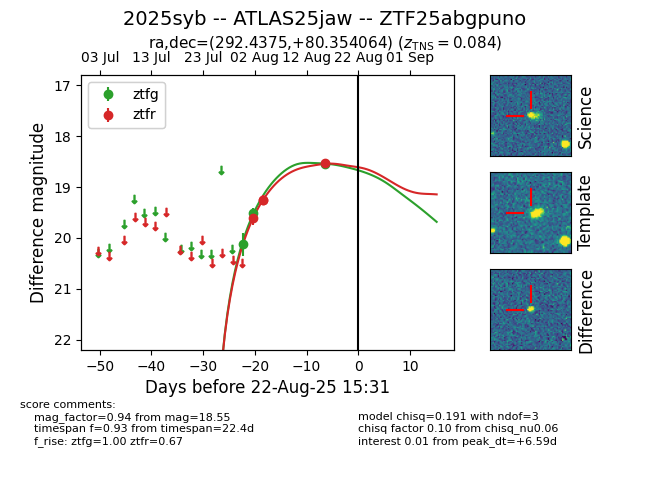 2025syb -- ATLAS25jaw -- ZTF25abgpuno
ra,dec=(292.4375,+80.354064) (z_TNS = 0.084)
03 Jul 13 Jul 23 Jul 02 Aug 12 Aug 22 Aug 01 Sep
17
18
19
20
21
22
Difference magnitude
ztfg
ztfr
−50 −40 −30 −20 −10 0 10
Days before 22-Aug-25 15:31
Science
Template
Difference
score comments:
mag_factor=0.94 from mag=18.55
timespan f=0.93 from timespan=22.4d
f_rise: ztfg=1.00 ztfr=0.67
model chisq=0.191 with ndof=3
chisq factor 0.10 from chisq_nu0.06
interest 0.01 from peak_dt=+6.59d